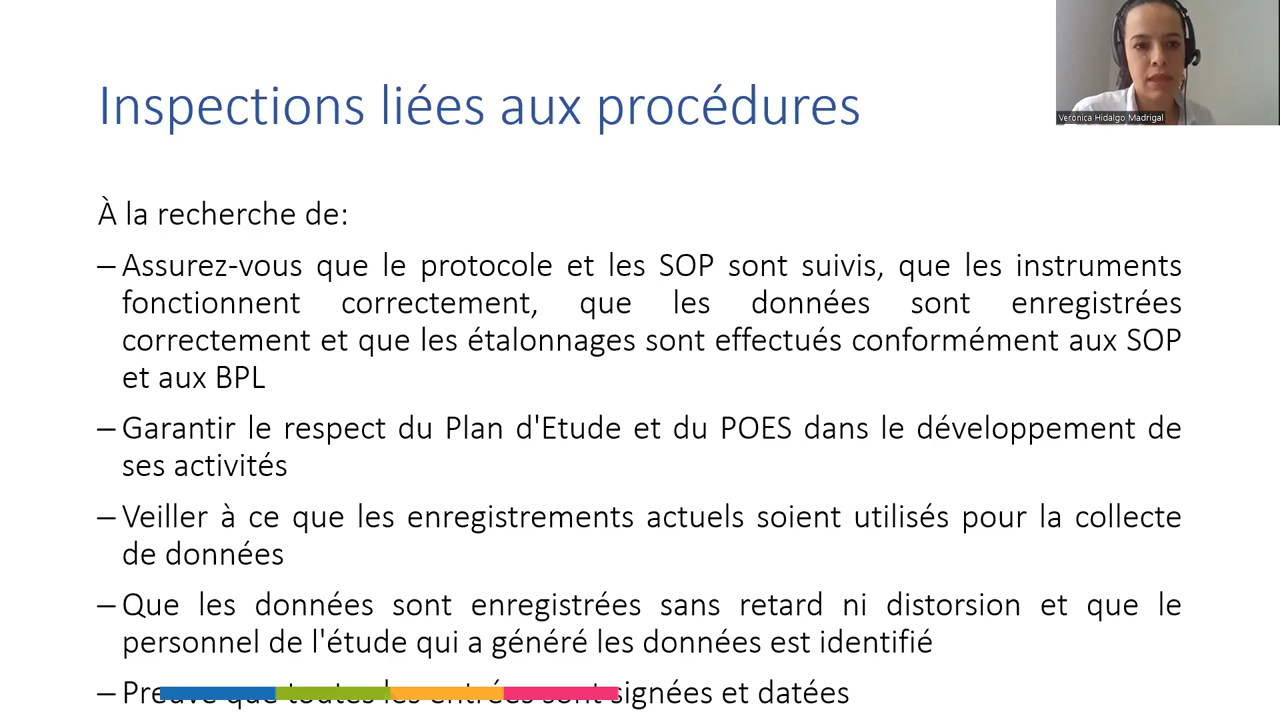 Inspections liées aux procédures
Veronica Hidalgo Madrigal
À la recherche de:
– Assurez-vous que le protocole et les SOP sont suivis, que les instruments
fonctionnent correctement, que les données sont enregistrées
correctement et que les étalonnages sont effectués conformément aux SOP
et aux BPL
– Garantir le respect du Plan d'Etude et du POES dans le développement de
ses activités
– Veiller à ce que les enregistrements actuels soient utilisés pour la collecte
de données
– Que les données sont enregistrées sans retard ni distorsion et que le
personnel de l'étude qui a généré les données est identifié
– Preuve que toutes les entrées sont signées et datées